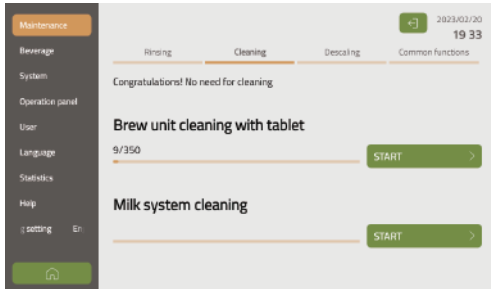 Maintenance
Beverage
System
Operation panel
User
Language
Statistics
Help
setting En
2023/02/20
19 33
Rinsing Cleaning Descaling Common functions
Congratulations! No need for cleaning
Brew unit cleaning with tablet
9/350
START
Milk system cleaning
START